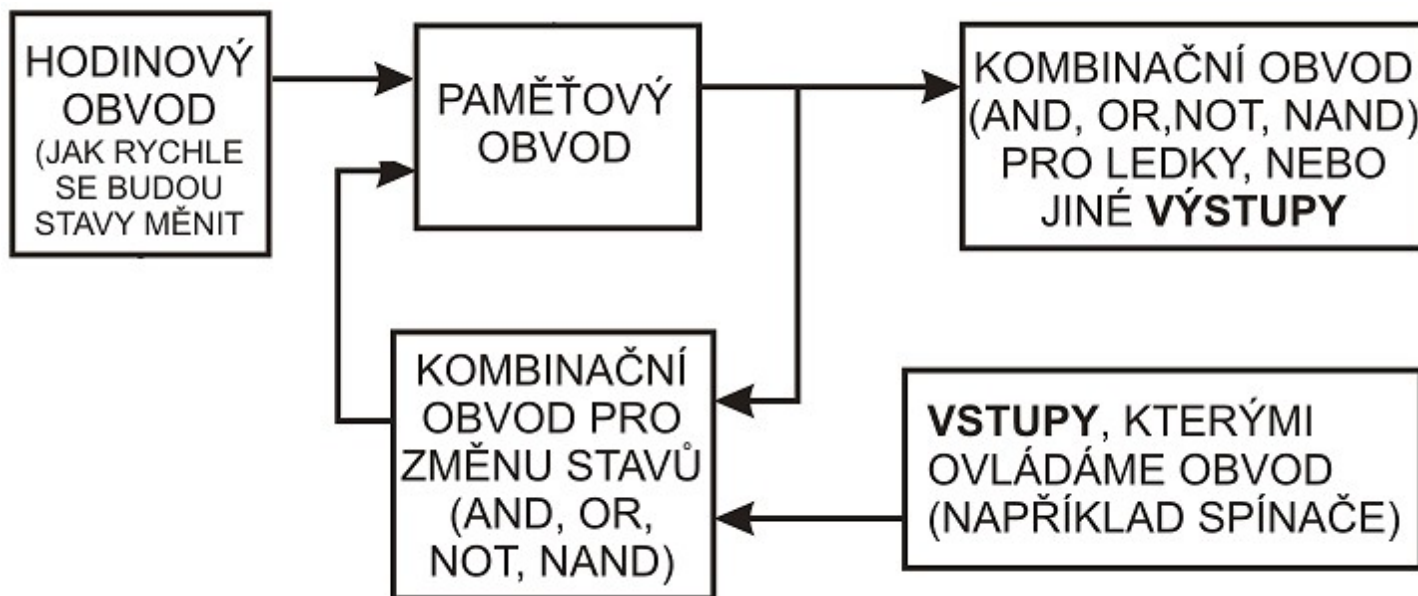 HODINOVÝ
OBVOD
(JAK RYCHLE
SE BUDOU
STAVY MĚNIT
PAMĚŤOVÝ
OBVOD
KOMBINAČNÍ OBVOD
(AND, OR,NOT, NAND)
PRO LEDKY, NEBO
JINÉ VÝSTUPY
KOMBINAČNÍ
OBVOD PRO
ZMĚNU STAVŮ
(AND, OR,
NOT, NAND)
VSTUPY, KTERÝMI
OVLÁDÁME OBVOD
(NAPŘÍKLAD SPÍNAČE)